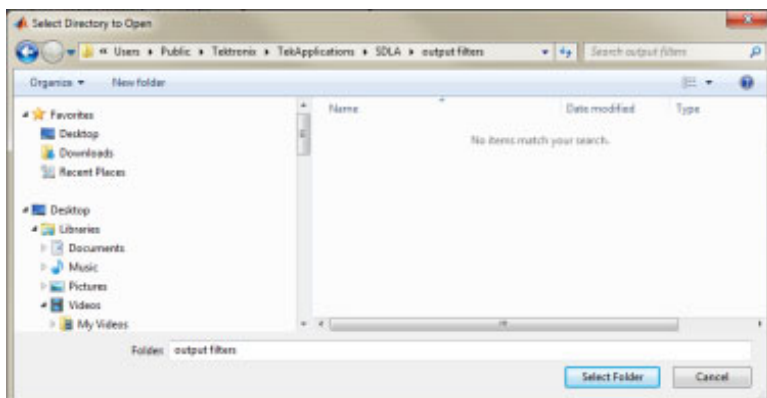 Select Directory to Open
« Users ▸ Public ▸ Tektronix ▸ TekApplications ▸ SDLA ▸ output filters
Search output filters
Organize ▾ New folder
Name Date modified Type
No items match your search.
Favorites
Desktop
Downloads
Recent Places
Desktop
Libraries
Documents
Music
Pictures
Videos
My Videos
Folder: output filters
Select Folder Cancel